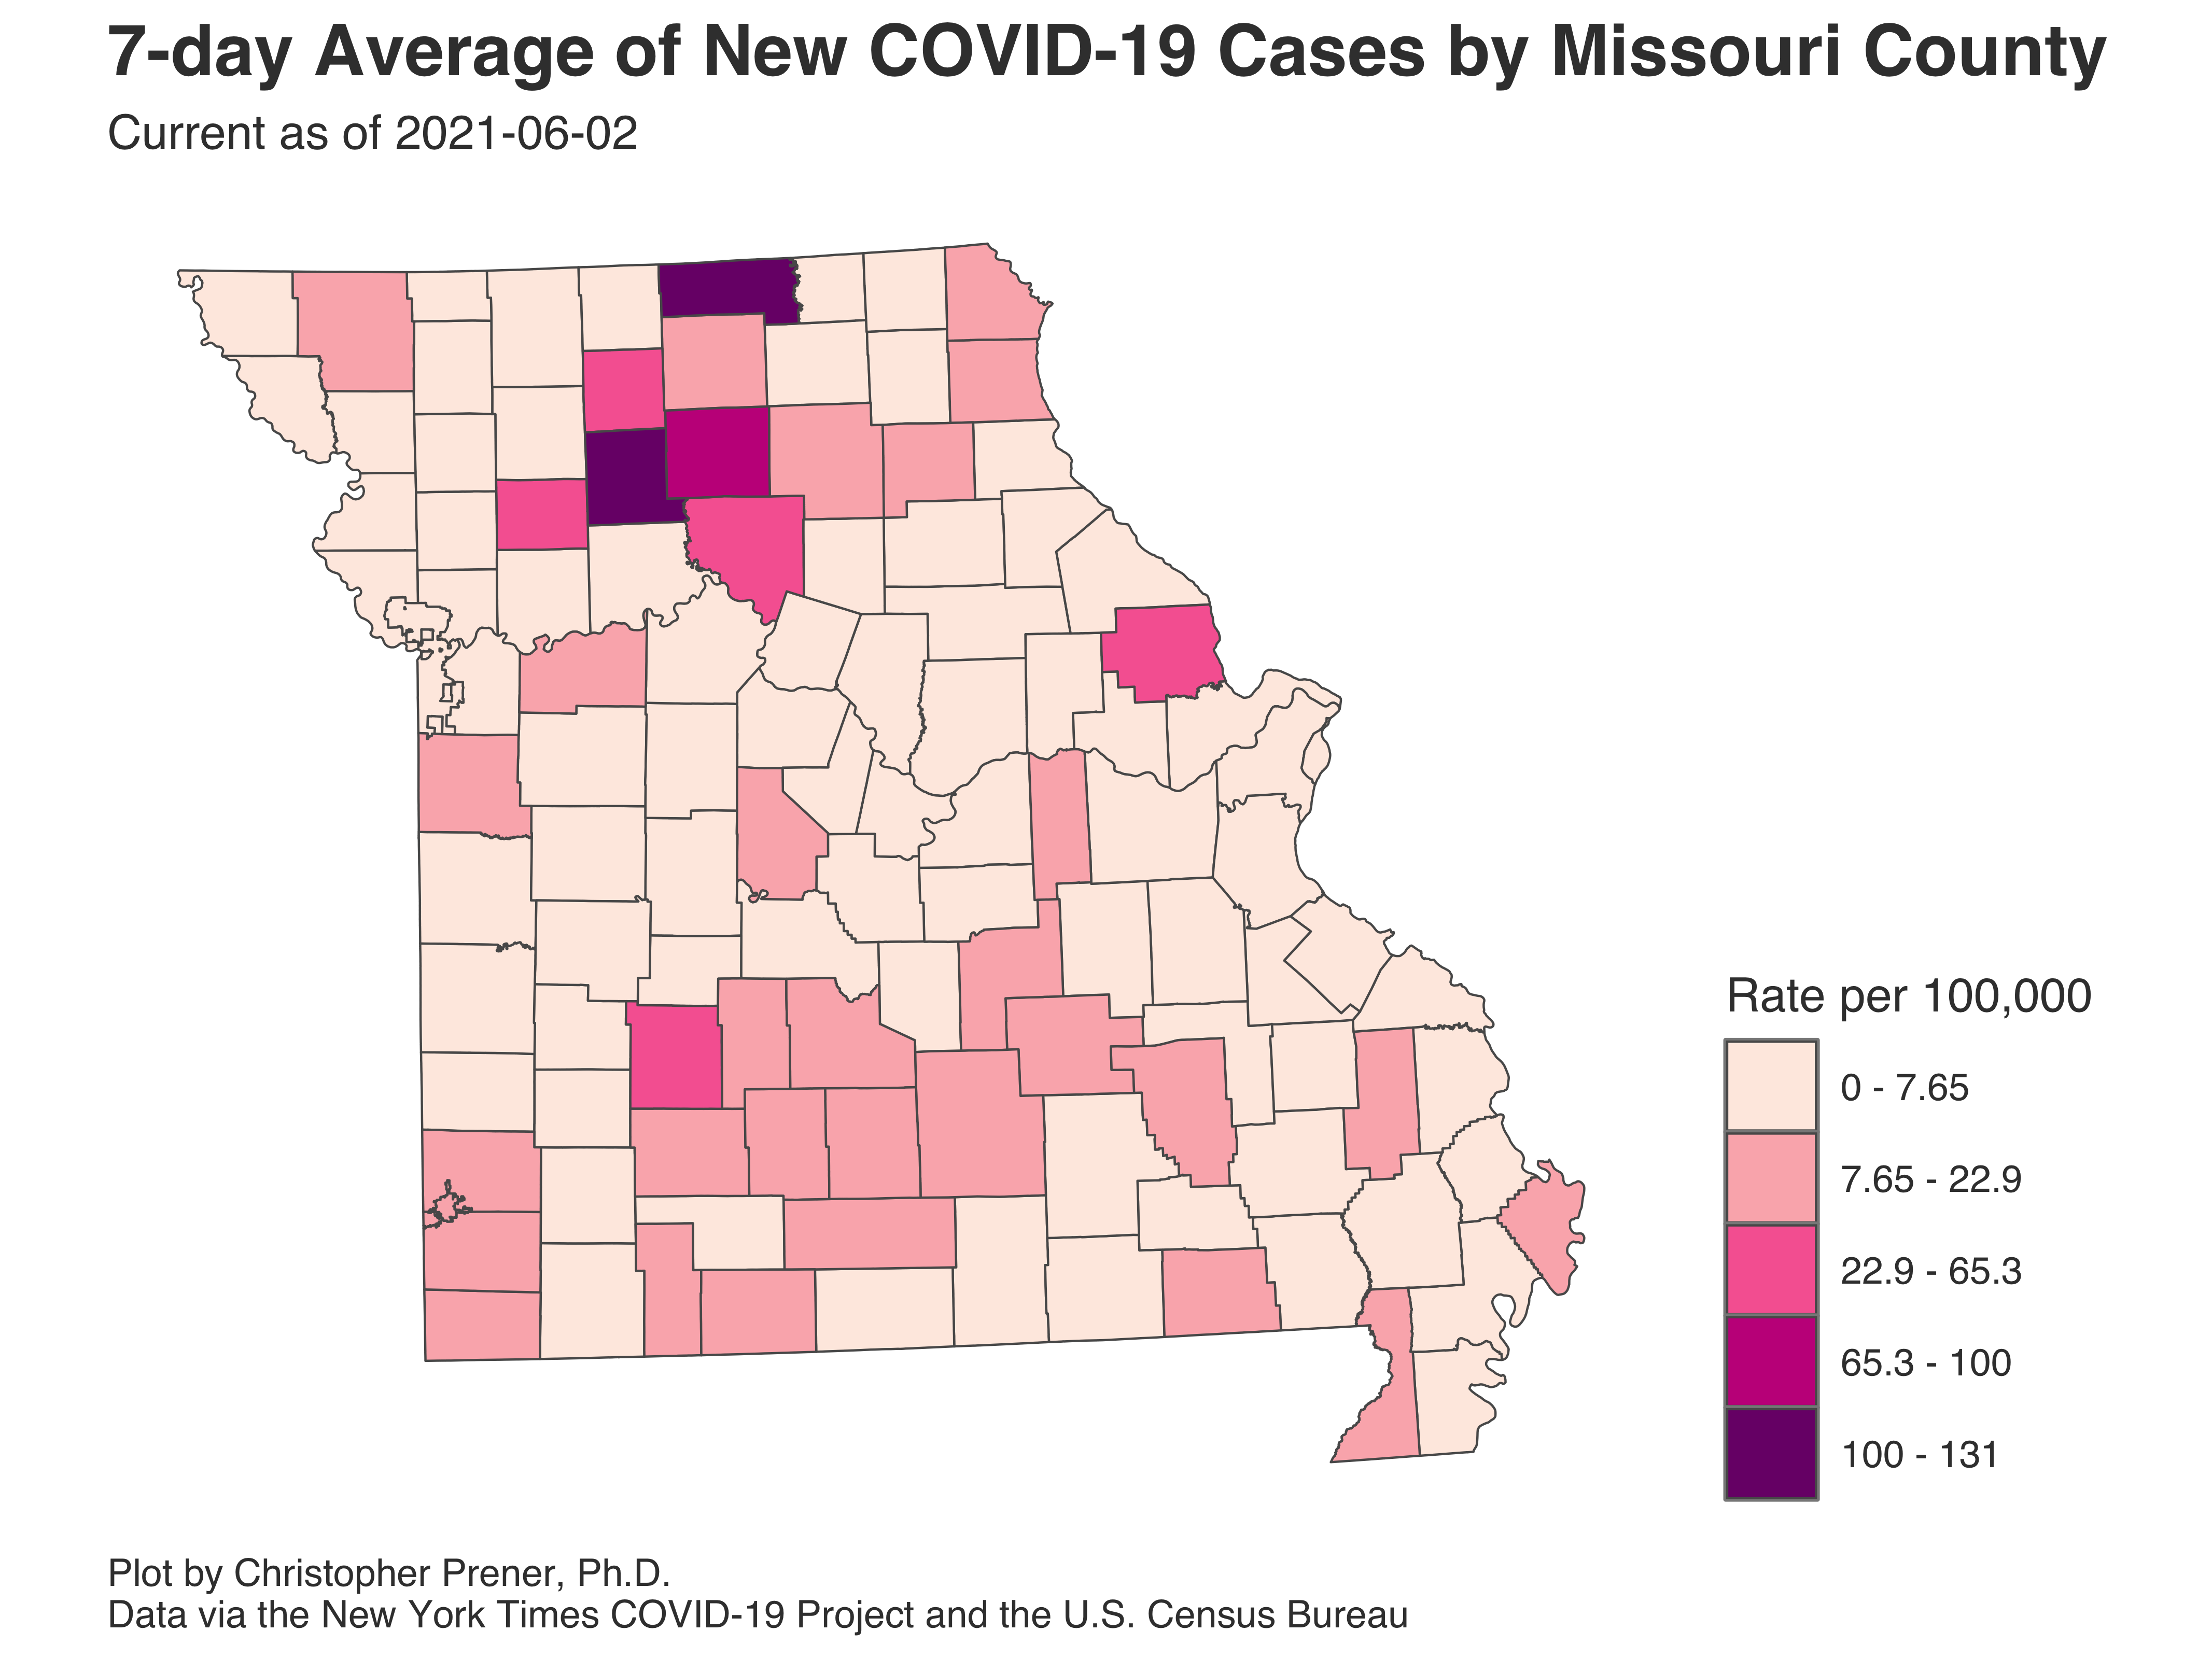 7-day Average of New COVID-19 Cases by Missouri County
Current as of 2021-06-02
Rate per 100,000
0 - 7.65
7.65 - 22.9
22.9 - 65.3
65.3 - 100
100 - 131
Plot by Christopher Prener, Ph.D.
Data via the New York Times COVID-19 Project and the U.S. Census Bureau